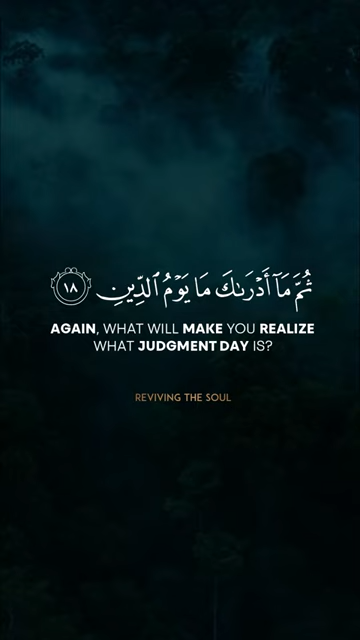 ثُمَّ مَآ أَدْرَىٰكَ مَا يَوْمُ ٱلدِّينِ ١٨
AGAIN, WHAT WILL MAKE YOU REALIZE
WHAT JUDGMENT DAY IS?
REVIVING THE SOUL